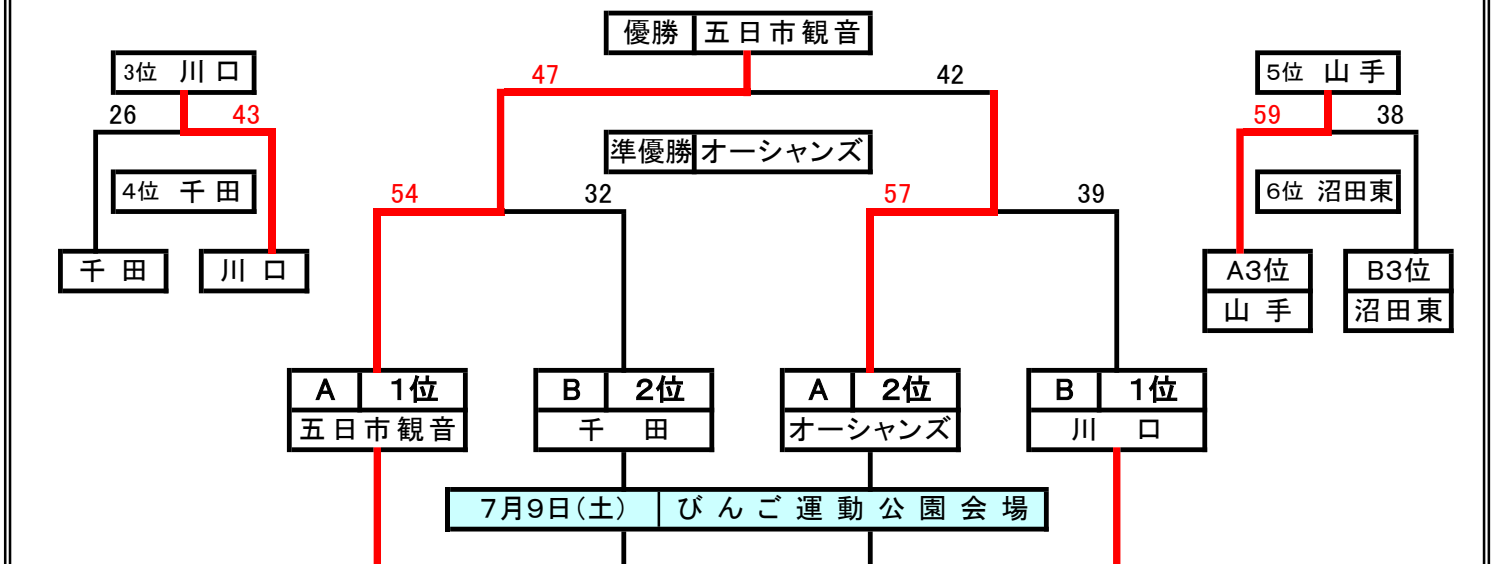 優勝 五日市観音
3位 川口
47 42
5位 山手
26 43
59 38
準優勝 オーシャンズ
4位 千田
54 32 57 39
6位 沼田東
千田 川口
A3位 B3位
山手 沼田東
A 1位 B 2位 A 2位 B 1位
五日市観音 千田 オーシャンズ 川口
7月9日(土) びんご運動公園会場